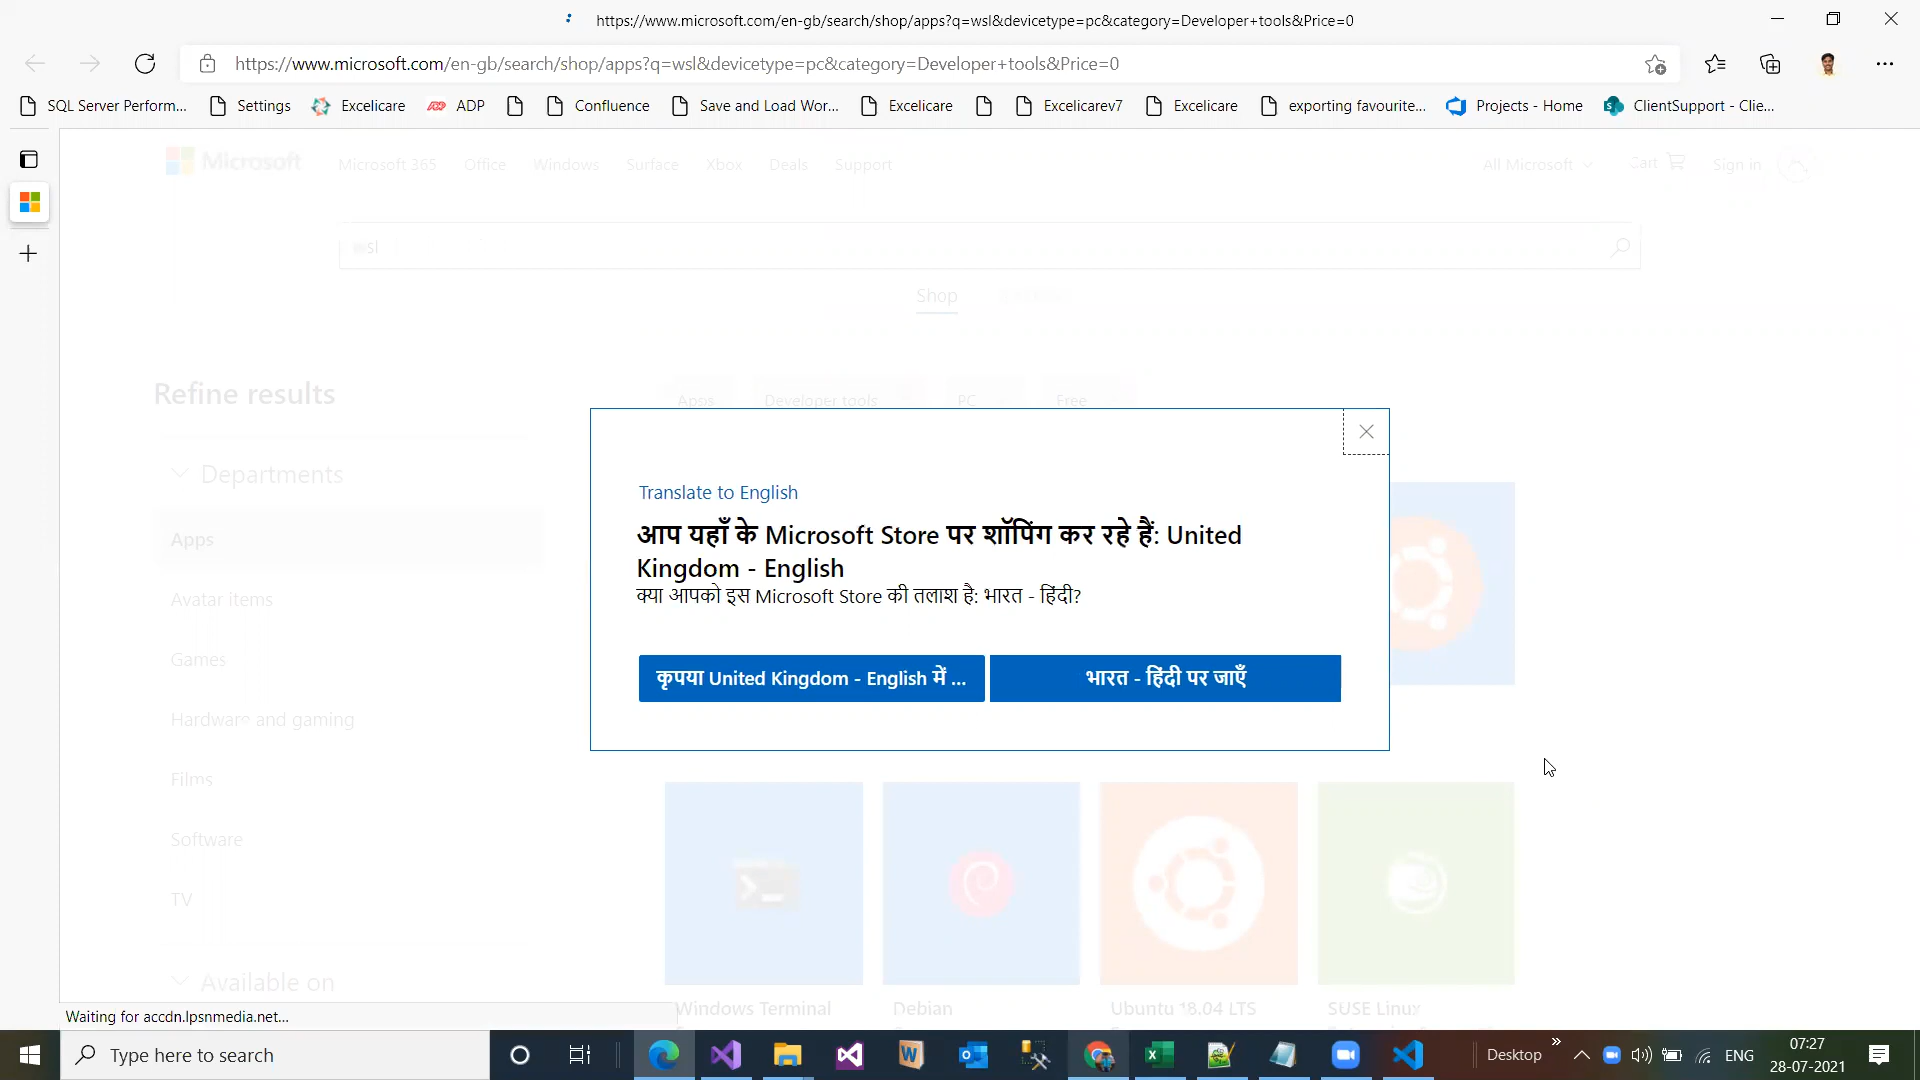 https://www.microsoft.com/en-gb/search/shop/apps?q=wsl&devicetype=pc&category=Developer+tools&Price=0
https://www.microsoft.com/en-gb/search/shop/apps?q=wsl&devicetype=pc&category=Developer+tools&Price=0
SQL Server Perform... Settings Excelicare ADP Confluence Save and Load Wor... Excelicare Excelicarev7 Excelicare exporting favourite... Projects - Home ClientSupport - Clie...
Microsoft Microsoft 365 Office Windows Surface Xbox Deals Support All Microsoft Cart Sign in
wsl
Shop
Refine results
Apps Developer tools PC Free
Departments
Apps
Avatar items
Games
Hardware and gaming
Films
Software
TV
Available on
Translate to English
आप यहाँ के Microsoft Store पर शॉपिंग कर रहे हैं: United
Kingdom - English
क्या आपको इस Microsoft Store की तलाश है: भारत - हिंदी?
कृपया United Kingdom - English में ... भारत - हिंदी पर जाएँ
Windows Terminal Debian Ubuntu 18.04 LTS SUSE Linux
Waiting for accdn.lpsnmedia.net...
Type here to search
Desktop ENG 07:27
28-07-2021